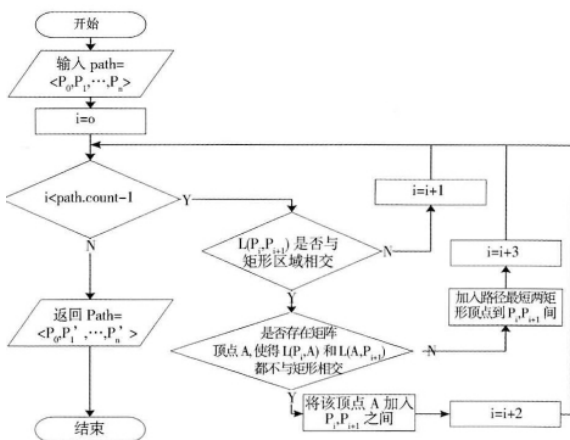 开始
输入 path=
<P₀,P₁,…,Pₙ>
i=o
i<path.count-1
Y
N
L(Pᵢ,Pᵢ₊₁) 是否与
矩形区域相交
N
Y
i=i+1
i=i+3
加入路径最短两矩
形顶点到 Pᵢ,Pᵢ₊₁ 间
是否存在矩阵
顶点 A,使得 L(Pᵢ,A) 和 L(A,Pᵢ₊₁)
都不与矩形相交
N
Y
将该顶点 A 加入
Pᵢ,Pᵢ₊₁ 之间
i=i+2
返回 Path=
<P₀,P₁',…,Pₙ'>
结束